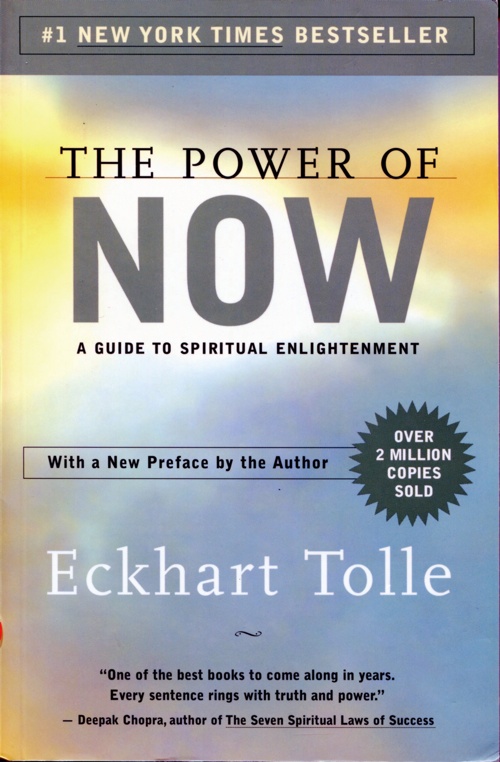 #1 NEW YORK TIMES BESTSELLER
THE POWER OF
NOW
A GUIDE TO SPIRITUAL ENLIGHTENMENT
With a New Preface by the Author
OVER
2 MILLION
COPIES
SOLD
Eckhart Tolle
“One of the best books to come along in years.
Every sentence rings with truth and power.”
— Deepak Chopra, author of The Seven Spiritual Laws of Success